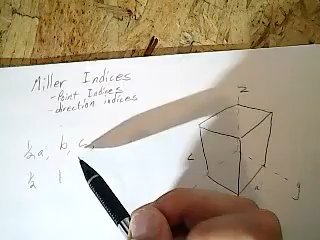 Miller Indices
- Point Indices
- direction indices
z
½a, b, c,
½ 1
c
a
y